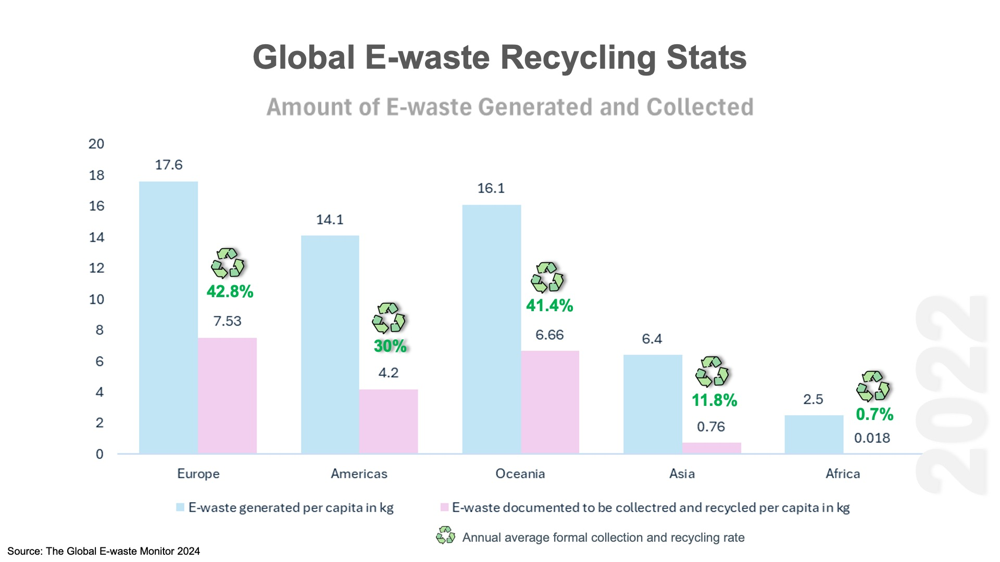 Global E-waste Recycling Stats
Amount of E-waste Generated and Collected
20
18
16
14
12
10
8
6
4
2
0
17.6
42.8%
7.53
14.1
30%
4.2
16.1
41.4%
6.66
6.4
11.8%
0.76
2.5
0.7%
0.018
Europe
Americas
Oceania
Asia
Africa
2022
E-waste generated per capita in kg
E-waste documented to be collectred and recycled per capita in kg
Annual average formal collection and recycling rate
Source: The Global E-waste Monitor 2024